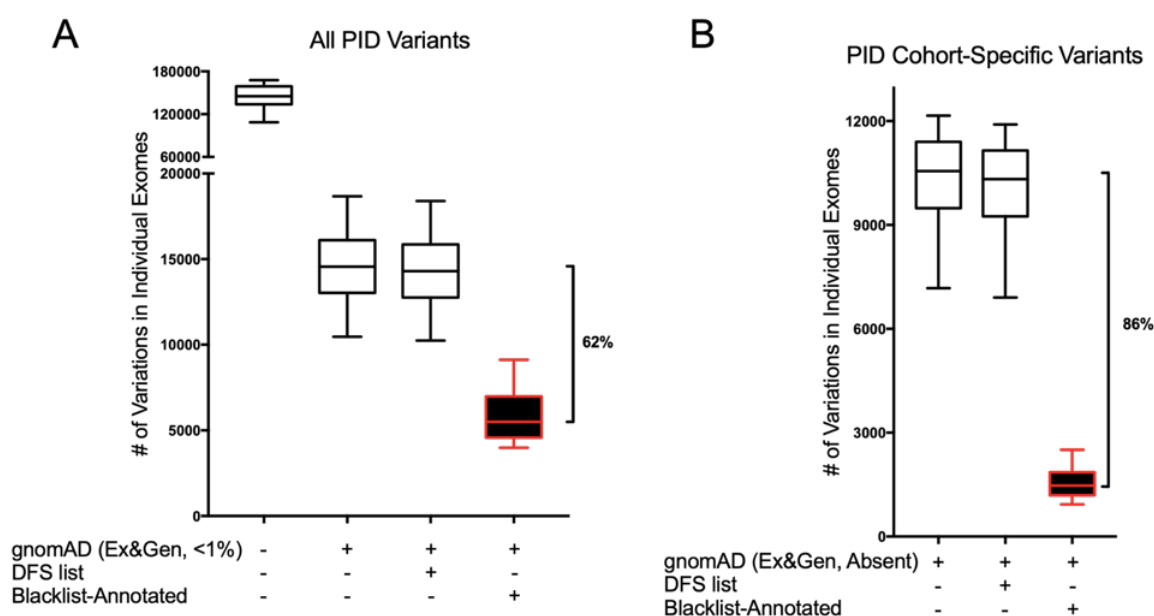 A
All PID Variants
# of Variations in Individual Exomes
180000
120000
60000
20000
15000
10000
5000
0
62%
gnomAD (Ex&Gen, <1%) - + + +
DFS list - - + -
Blacklist-Annotated - - - +
B
PID Cohort-Specific Variants
# of Variations in Individual Exomes
12000
9000
6000
3000
0
86%
gnomAD (Ex&Gen, Absent) + + +
DFS list - + -
Blacklist-Annotated - - +